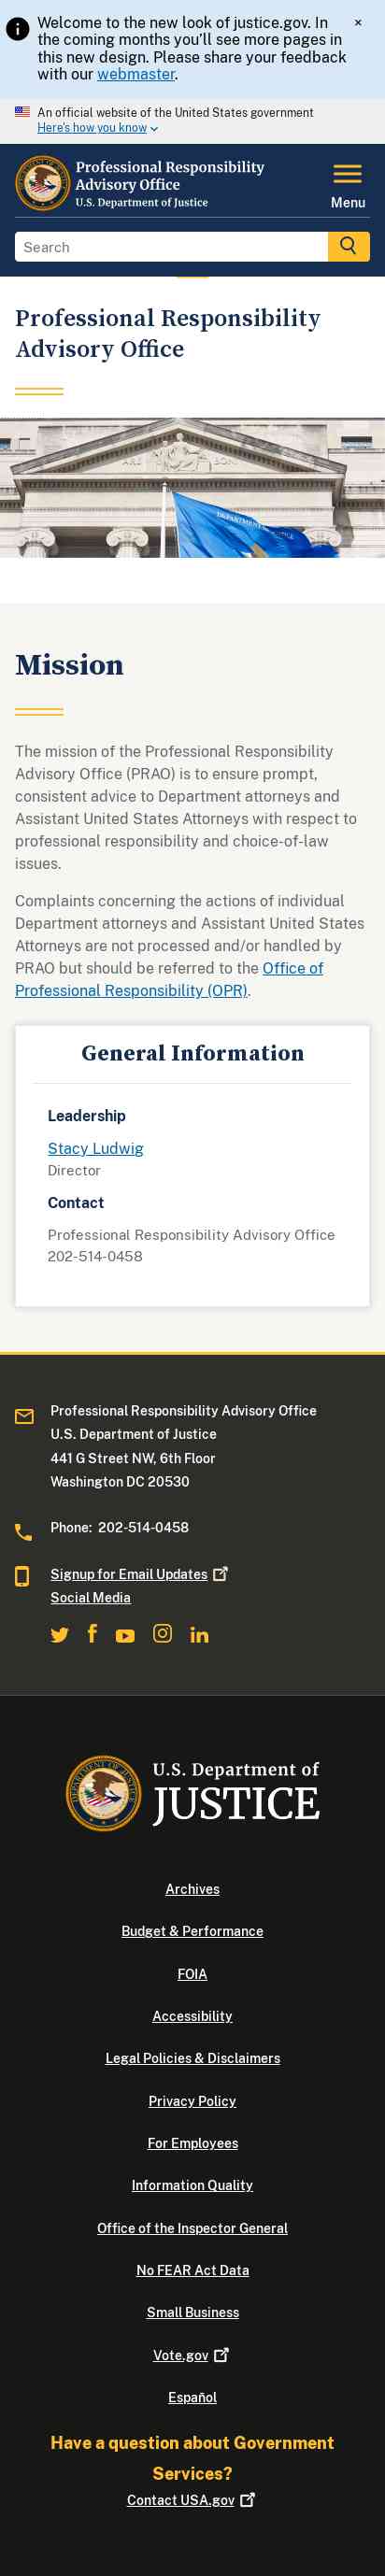 Welcome to the new look of justice.gov. In
the coming months you'll see more pages in
this new design. Please share your feedback
with our webmaster.
×
An official website of the United States government
Here's how you know
Professional Responsibility
Advisory Office
U.S. Department of Justice
Menu
Search
Professional Responsibility
Advisory Office
Mission
The mission of the Professional Responsibility
Advisory Office (PRAO) is to ensure prompt,
consistent advice to Department attorneys and
Assistant United States Attorneys with respect to
professional responsibility and choice-of-law
issues.
Complaints concerning the actions of individual
Department attorneys and Assistant United States
Attorneys are not processed and/or handled by
PRAO but should be referred to the Office of
Professional Responsibility (OPR).
General Information
Leadership
Stacy Ludwig
Director
Contact
Professional Responsibility Advisory Office
202-514-0458
Professional Responsibility Advisory Office
U.S. Department of Justice
441 G Street NW, 6th Floor
Washington DC 20530
Phone: 202-514-0458
Signup for Email Updates
Social Media
U.S. Department of
JUSTICE
Archives
Budget & Performance
FOIA
Accessibility
Legal Policies & Disclaimers
Privacy Policy
For Employees
Information Quality
Office of the Inspector General
No FEAR Act Data
Small Business
Vote.gov
Español
Have a question about Government
Services?
Contact USA.gov